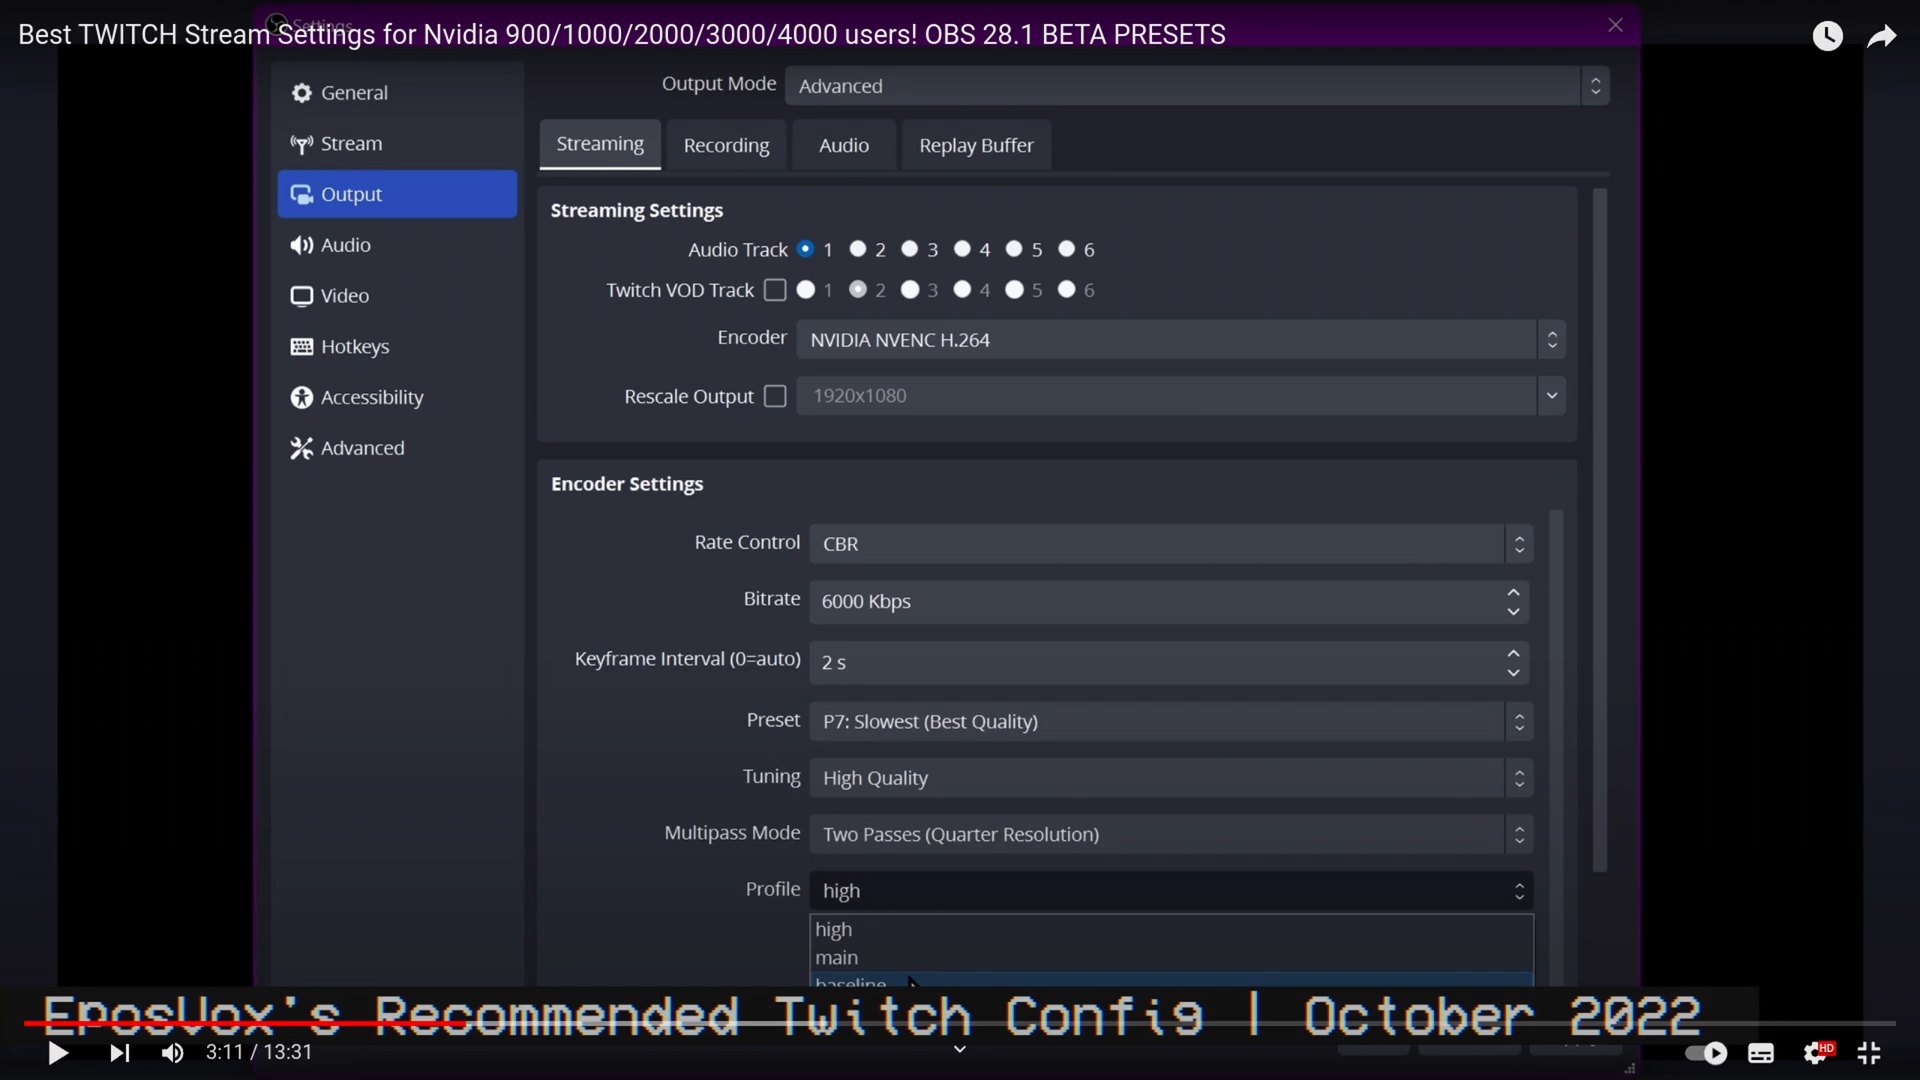 Settings
Best TWITCH Stream Settings for Nvidia 900/1000/2000/3000/4000 users! OBS 28.1 BETA PRESETS
General
Stream
Output
Audio
Video
Hotkeys
Accessibility
Advanced
Output Mode Advanced
Streaming Recording Audio Replay Buffer
Streaming Settings
Audio Track 1 2 3 4 5 6
Twitch VOD Track 1 2 3 4 5 6
Encoder NVIDIA NVENC H.264
Rescale Output 1920x1080
Encoder Settings
Rate Control CBR
Bitrate 6000 Kbps
Keyframe Interval (0=auto) 2 s
Preset P7: Slowest (Best Quality)
Tuning High Quality
Multipass Mode Two Passes (Quarter Resolution)
Profile high
high
main
baseline
EposVox's Recommended Twitch Config | October 2022
3:11 / 13:31
HD